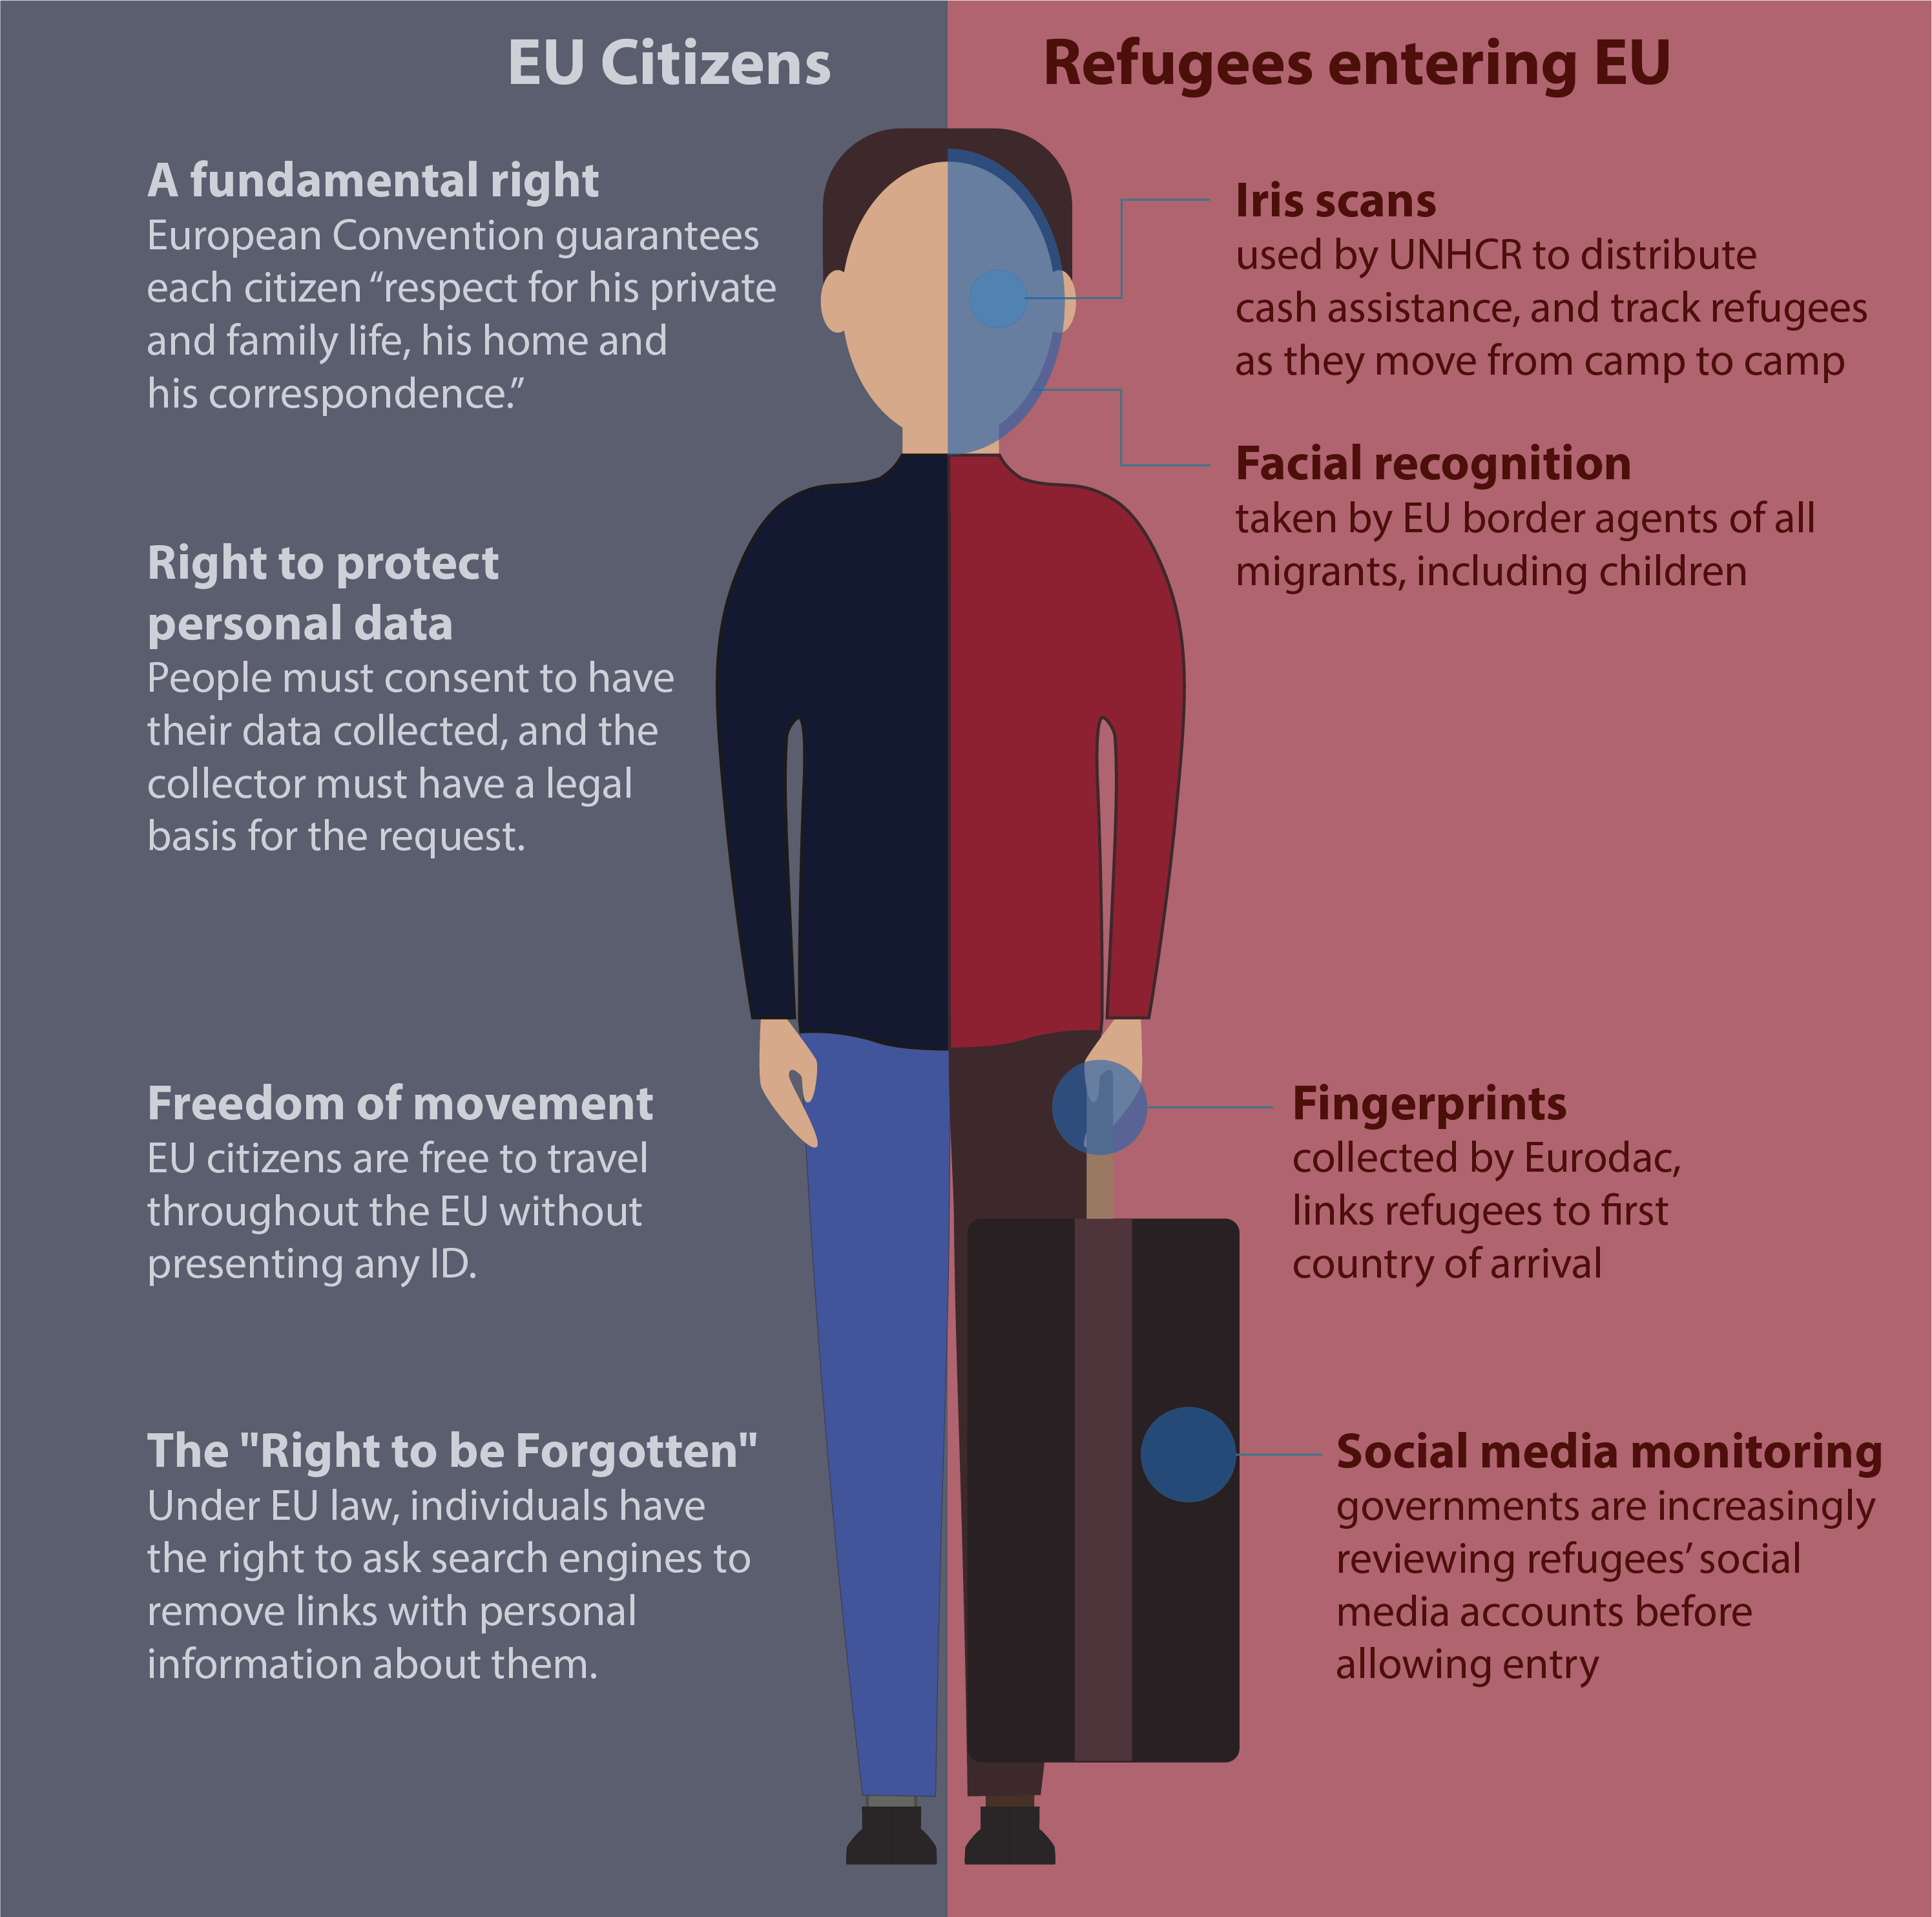 EU Citizens
A fundamental right
European Convention guarantees
each citizen “respect for his private
and family life, his home and
his correspondence.”
Right to protect
personal data
People must consent to have
their data collected, and the
collector must have a legal
basis for the request.
Freedom of movement
EU citizens are free to travel
throughout the EU without
presenting any ID.
The "Right to be Forgotten"
Under EU law, individuals have
the right to ask search engines to
remove links with personal
information about them.
Refugees entering EU
Iris scans
used by UNHCR to distribute
cash assistance, and track refugees
as they move from camp to camp
Facial recognition
taken by EU border agents of all
migrants, including children
Fingerprints
collected by Eurodac,
links refugees to first
country of arrival
Social media monitoring
governments are increasingly
reviewing refugees’ social
media accounts before
allowing entry